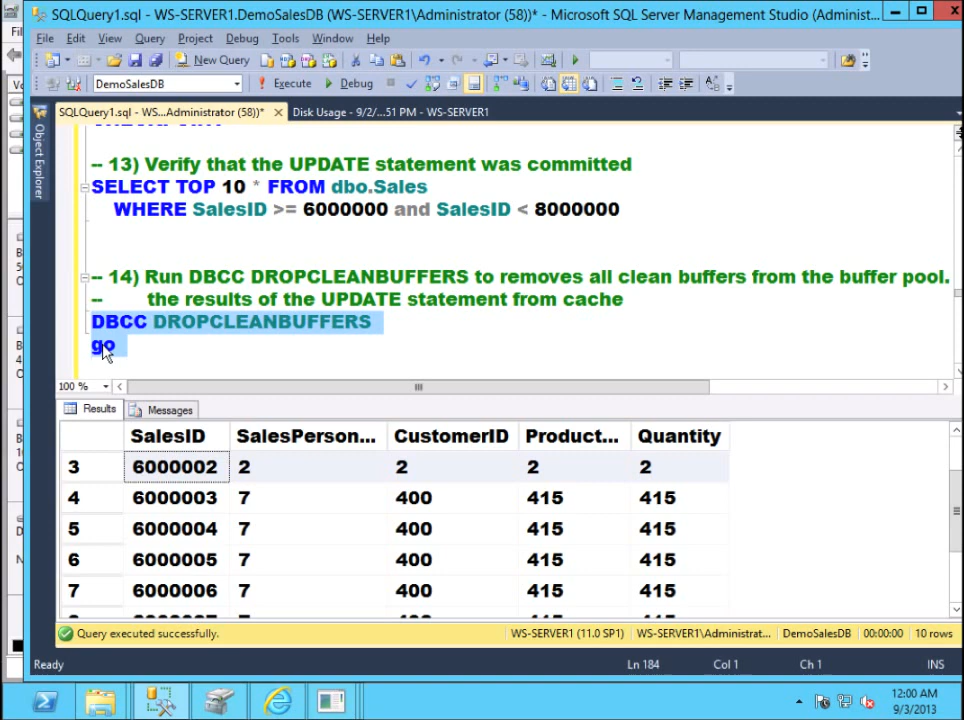 SQLQuery1.sql - WS-SERVER1.DemoSalesDB (WS-SERVER1\Administrator (58))* - Microsoft SQL Server Management Studio (Administ...
File Edit View Query Project Debug Tools Window Help
New Query
DemoSalesDB Execute Debug
SQLQuery1.sql - WS...Administrator (58))* Disk Usage - 9/2/...51 PM - WS-SERVER1
Object Explorer
-- 13) Verify that the UPDATE statement was committed
SELECT TOP 10 * FROM dbo.Sales
WHERE SalesID >= 6000000 and SalesID < 8000000
-- 14) Run DBCC DROPCLEANBUFFERS to removes all clean buffers from the buffer pool.
-- the results of the UPDATE statement from cache
DBCC DROPCLEANBUFFERS
go
100 %
Results Messages
SalesID SalesPerson... CustomerID Product... Quantity
3 6000002 2 2 2 2
4 6000003 7 400 415 415
5 6000004 7 400 415 415
6 6000005 7 400 415 415
7 6000006 7 400 415 415
Query executed successfully. WS-SERVER1 (11.0 SP1) WS-SERVER1\Administrat... DemoSalesDB 00:00:00 10 rows
Ready Ln 184 Col 1 Ch 1 INS
12:00 AM
9/3/2013